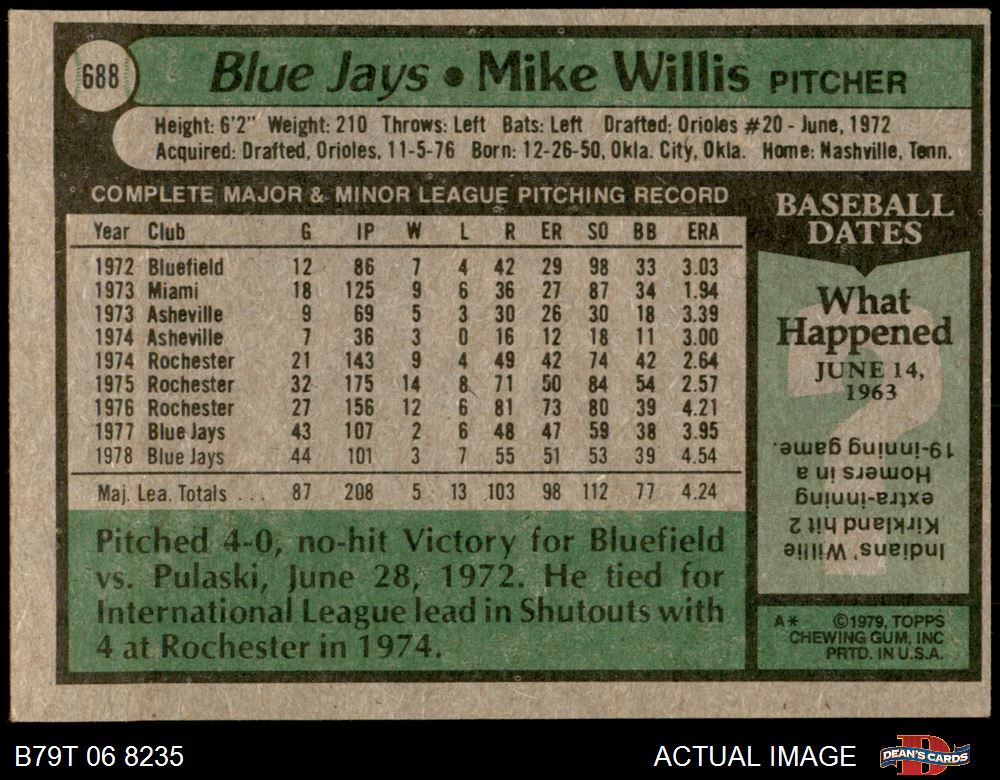 688
Blue Jays • Mike Willis PITCHER
Height: 6'2" Weight: 210 Throws: Left Bats: Left Drafted: Orioles #20 - June, 1972
Acquired: Drafted, Orioles, 11-5-76 Born: 12-26-50, Okla. City, Okla. Home: Nashville, Tenn.
COMPLETE MAJOR & MINOR LEAGUE PITCHING RECORD
Year Club G IP W L R ER SO BB ERA
1972 Bluefield 12 86 7 4 42 29 98 33 3.03
1973 Miami 18 125 9 6 36 27 87 34 1.94
1973 Asheville 9 69 5 3 30 26 30 18 3.39
1974 Asheville 7 36 3 0 16 12 18 11 3.00
1974 Rochester 21 143 9 4 49 42 74 42 2.64
1975 Rochester 32 175 14 8 71 50 84 54 2.57
1976 Rochester 27 156 12 6 81 73 80 39 4.21
1977 Blue Jays 43 107 2 6 48 47 59 38 3.95
1978 Blue Jays 44 101 3 7 55 51 53 39 4.54
Maj. Lea. Totals . . . 87 208 5 13 103 98 112 77 4.24
Pitched 4-0, no-hit Victory for Bluefield
vs. Pulaski, June 28, 1972. He tied for
International League lead in Shutouts with
4 at Rochester in 1974.
BASEBALL
DATES
What
Happened
JUNE 14,
1963
?
Indians' Willie
Kirkland hit 2
extra-inning
Homers in a
19-inning game.
A* ©1979, TOPPS
CHEWING GUM, INC
PRTD. IN U.S.A.
B79T 06 8235
ACTUAL IMAGE
D
DEAN'S CARDS